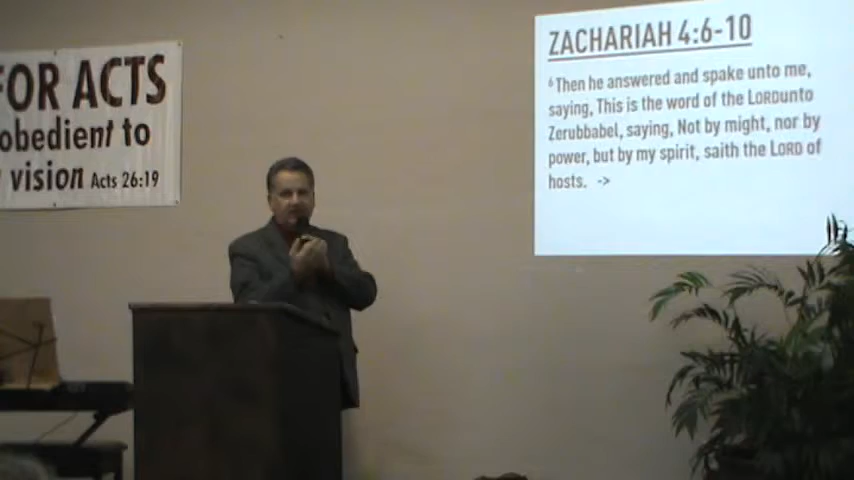 FOR ACTS
obedient to
vision Acts 26:19
ZACHARIAH 4:6-10
6 Then he answered and spake unto me,
saying, This is the word of the LORDunto
Zerubbabel, saying, Not by might, nor by
power, but by my spirit, saith the LORD of
hosts. ->